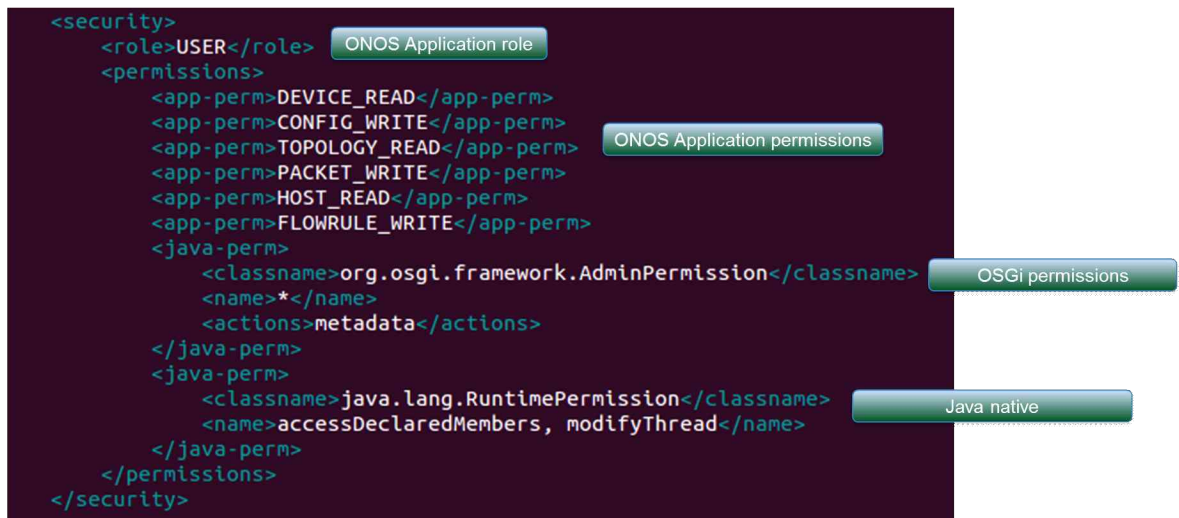 <security>
<role>USER</role> ONOS Application role
<permissions>
<app-perm>DEVICE_READ</app-perm>
<app-perm>CONFIG_WRITE</app-perm>
<app-perm>TOPOLOGY_READ</app-perm> ONOS Application permissions
<app-perm>PACKET_WRITE</app-perm>
<app-perm>HOST_READ</app-perm>
<app-perm>FLOWRULE_WRITE</app-perm>
<java-perm>
<classname>org.osgi.framework.AdminPermission</classname> OSGi permissions
<name>*</name>
<actions>metadata</actions>
</java-perm>
<java-perm>
<classname>java.lang.RuntimePermission</classname> Java native
<name>accessDeclaredMembers, modifyThread</name>
</java-perm>
</permissions>
</security>